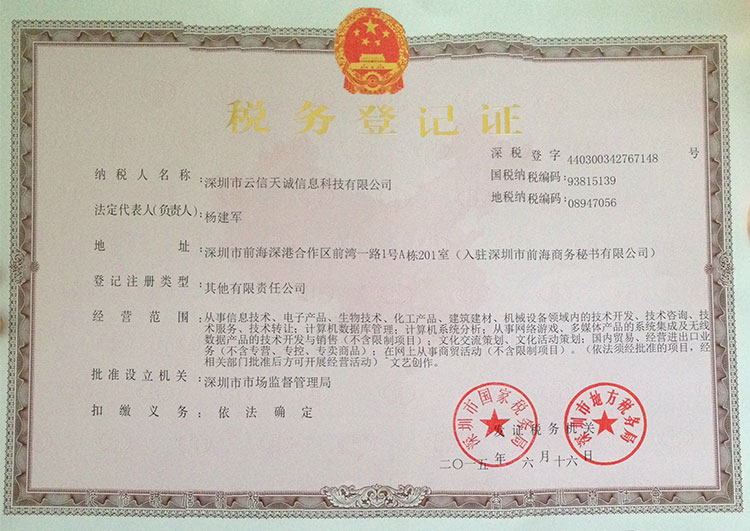 税务登记证
深税 登字 440300342767148 号
国税纳税编码: 93815139
地税纳税编码: 08947056
纳税人名称: 深圳市云信天诚信息科技有限公司
法定代表人(负责人): 杨建军
地址: 深圳市前海深港合作区前湾一路1号A栋201室（入驻深圳市前海商务秘书有限公司）
登记注册类型: 其他有限责任公司
经营范围: 从事信息技术、电子产品、生物技术、化工产品、建筑建材、机械设备领域内的技术开发、技术咨询、技
术服务、技术转让；计算机数据库管理；计算机系统分析；从事网络游戏、多媒体产品的系统集成及无线
数据产品的技术开发与销售（不含限制项目）；文化交流策划、文化活动策划；国内贸易、经营进出口业
务（不含专营、专控、专卖商品）；在网上从事商贸活动（不含限制项目）。（依法须经批准的项目，经
相关部门批准后方可开展经营活动）^文艺创作。
批准设立机关: 深圳市市场监督管理局
扣缴义务: 依法确定
深圳市国家税务局
深圳市地方税务局
发证税务机关
二〇一五年 六月十六日